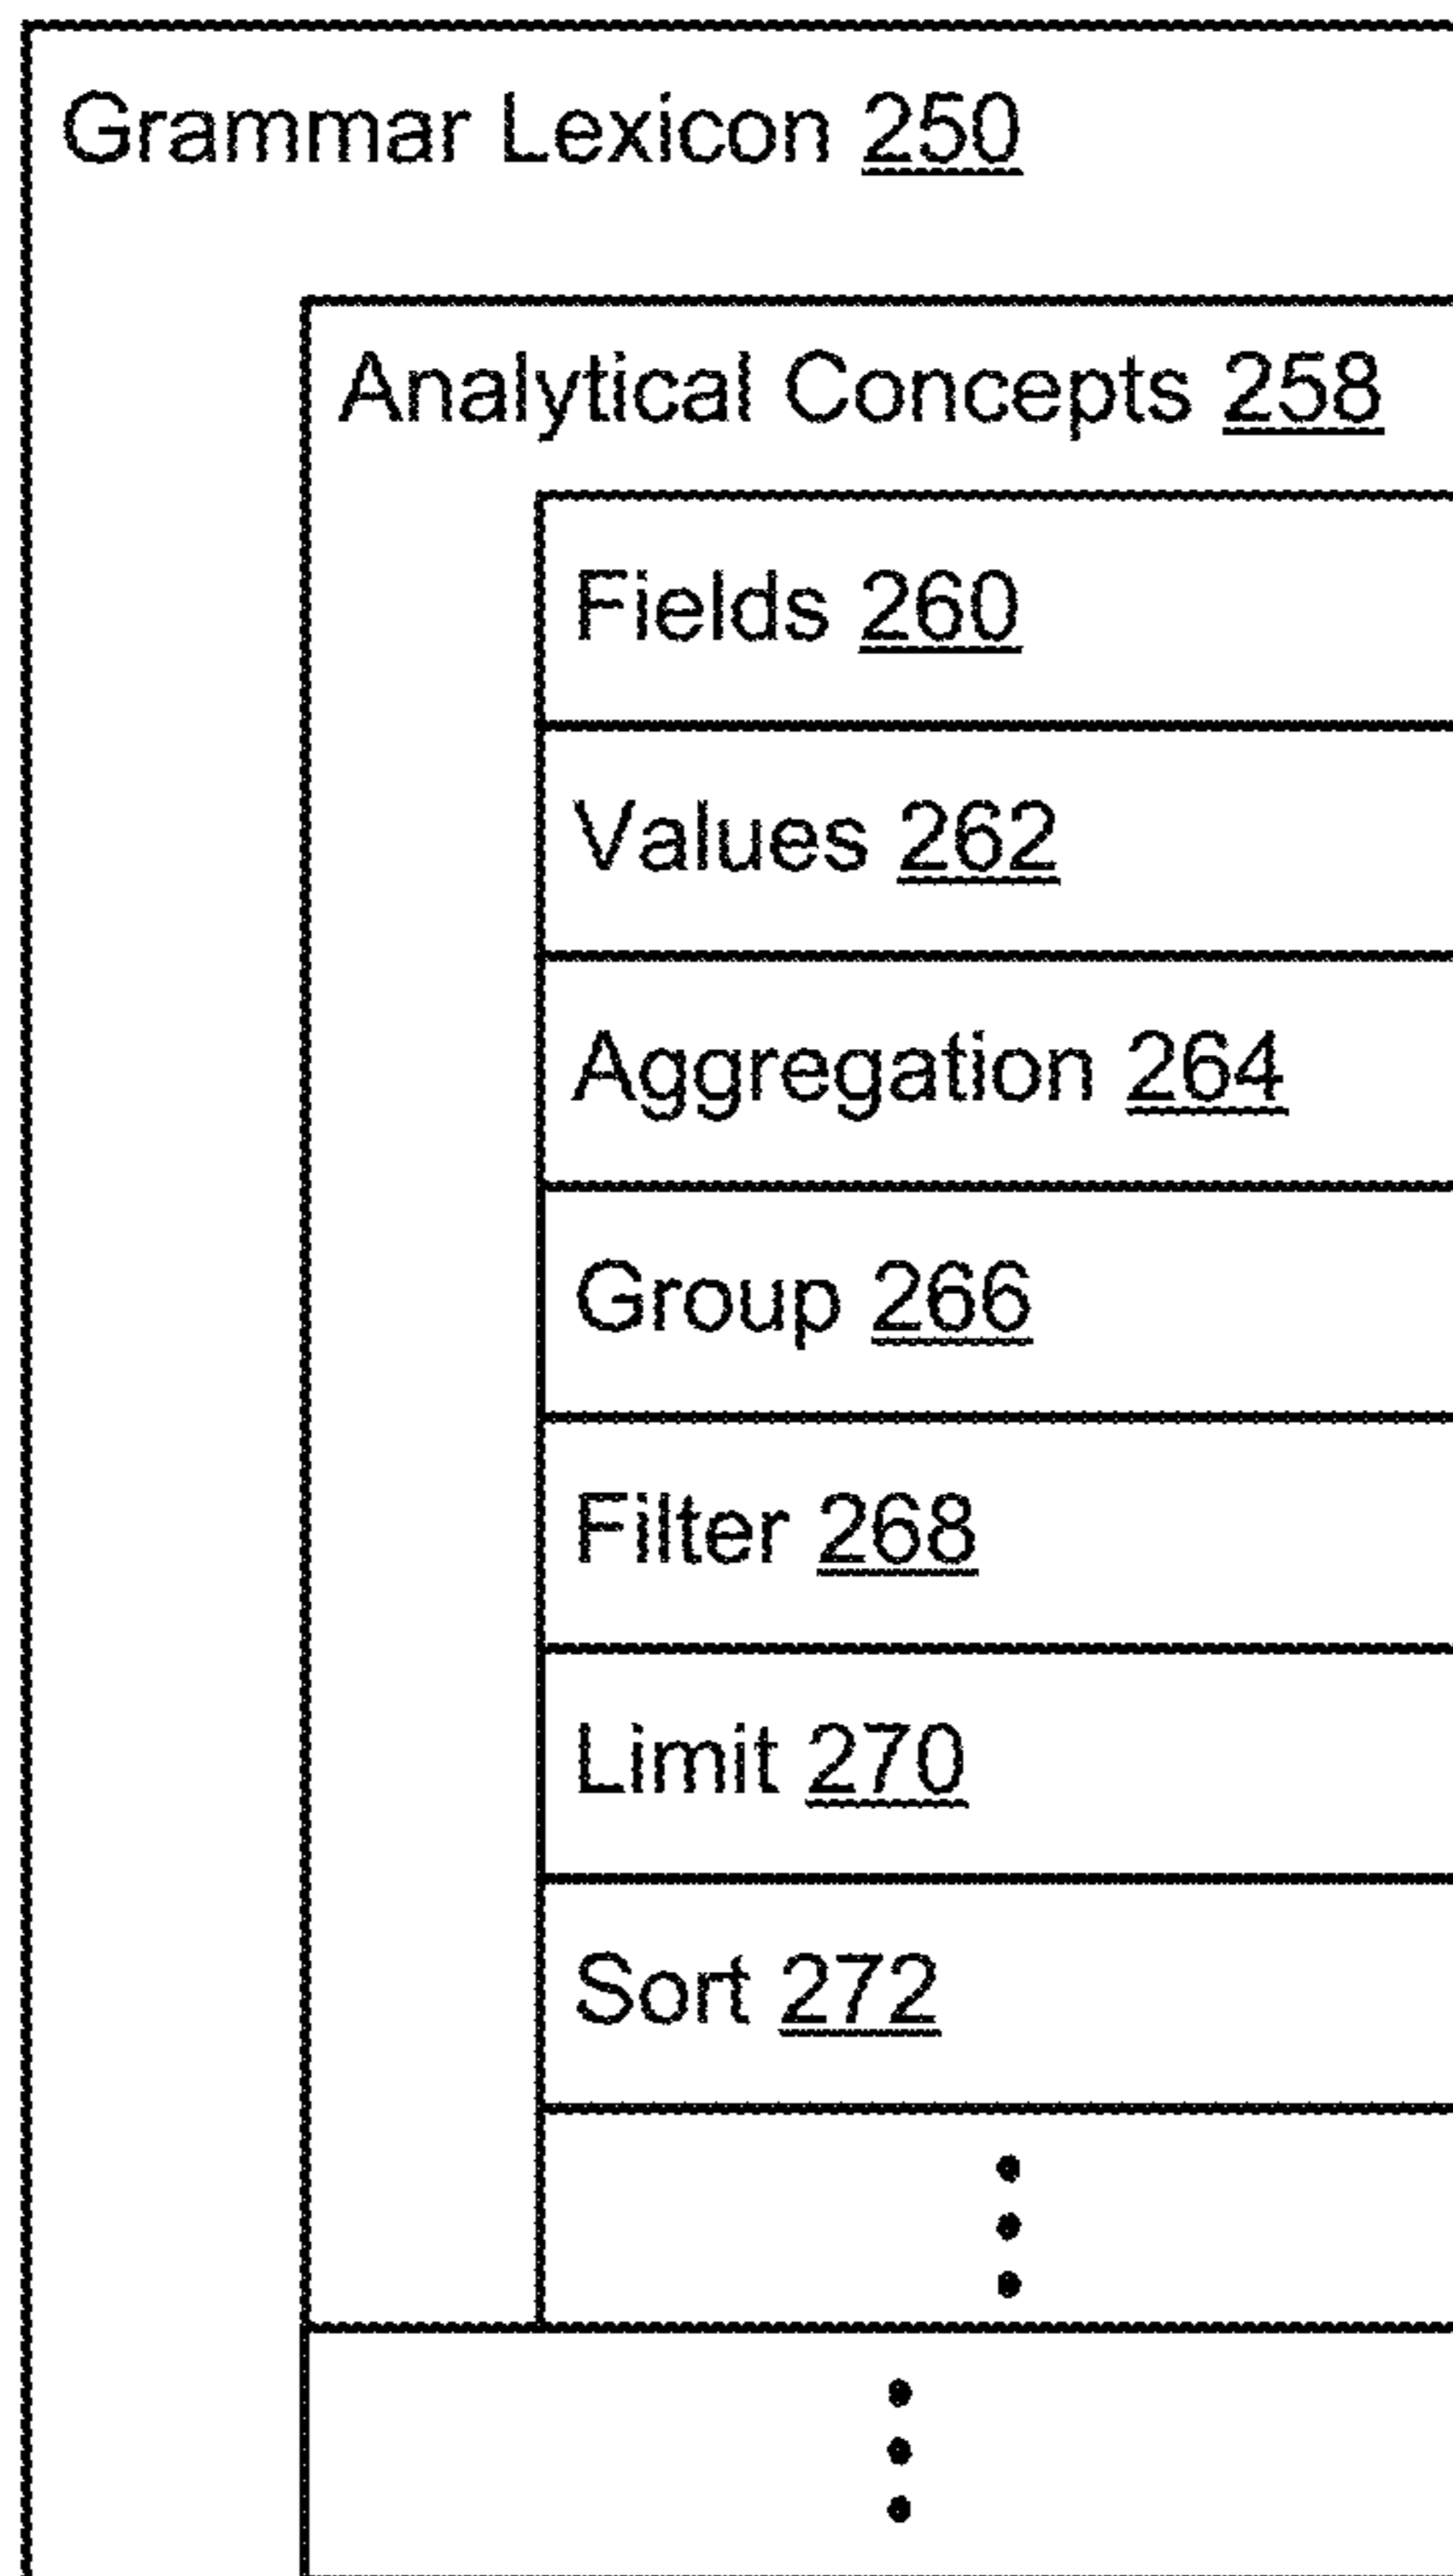 Grammar Lexicon 250
Analytical Concepts 258
Fields 260
Values 262
Aggregation 264
Group 266
Filter 268
Limit 270
Sort 272